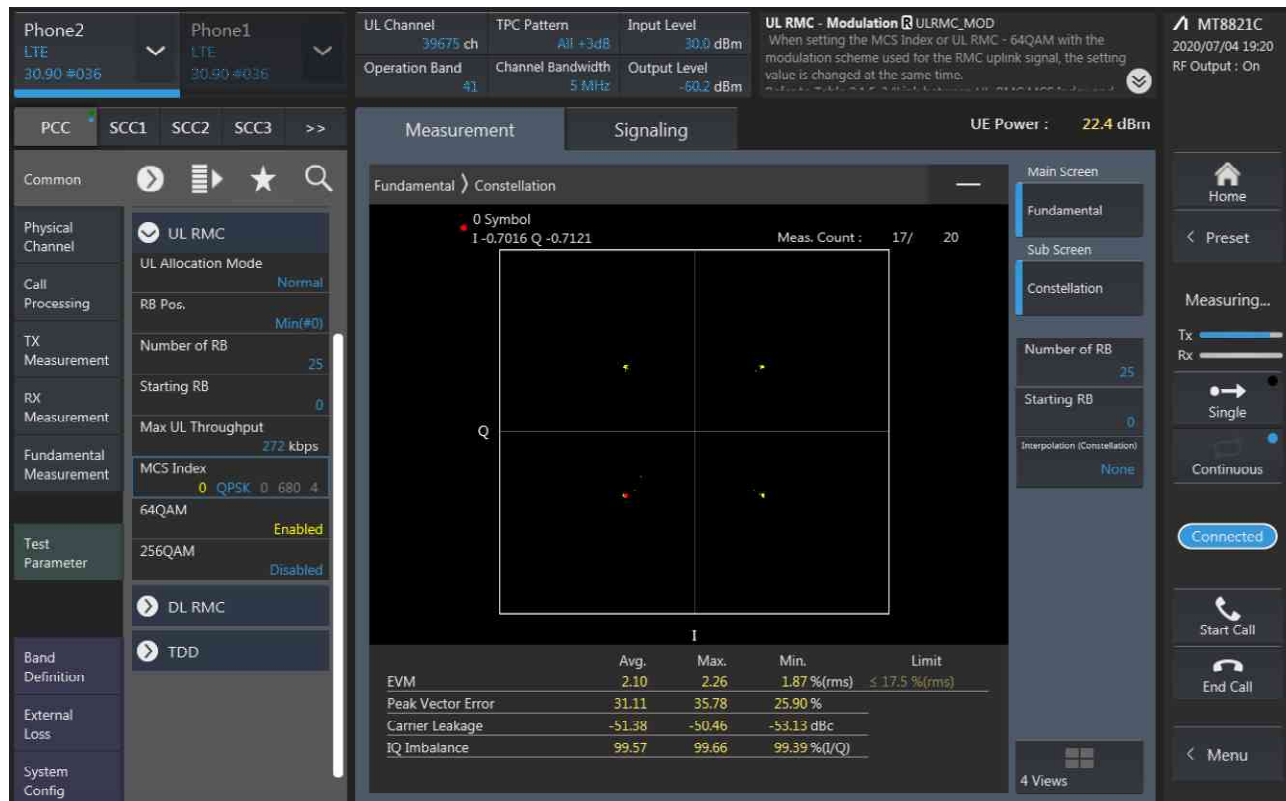 Phone2
LTE
30.90 #036
Phone1
LTE
30.90 #036
UL Channel
39675 ch
Operation Band
41
TPC Pattern
All +3dB
Channel Bandwidth
5 MHz
Input Level
30.0 dBm
Output Level
-60.2 dBm
UL RMC - Modulation R ULRMC_MOD
When setting the MCS Index or UL RMC - 64QAM with the
modulation scheme used for the RMC uplink signal, the setting
value is changed at the same time.
MT8821C
2020/07/04 19:20
RF Output : On
PCC SCC1 SCC2 SCC3 >>
Measurement
Signaling
UE Power : 22.4 dBm
Common
Physical
Channel
Call
Processing
TX
Measurement
RX
Measurement
Fundamental
Measurement
Test
Parameter
Band
Definition
External
Loss
System
Config
UL RMC
UL Allocation Mode
Normal
RB Pos.
Min(#0)
Number of RB
25
Starting RB
0
Max UL Throughput
272 kbps
MCS Index
0 QPSK 0 680 4
64QAM
Enabled
256QAM
Disabled
DL RMC
TDD
Fundamental ⟩ Constellation
0 Symbol
I -0.7016 Q -0.7121
Meas. Count : 17/ 20
Q
I
Avg. Max. Min. Limit
EVM 2.10 2.26 1.87 %(rms) ≤ 17.5 %(rms)
Peak Vector Error 31.11 35.78 25.90 %
Carrier Leakage -51.38 -50.46 -53.13 dBc
IQ Imbalance 99.57 99.66 99.39 %(I/Q)
Main Screen
Fundamental
Sub Screen
Constellation
Number of RB
25
Starting RB
0
Interpolation (Constellation)
None
4 Views
Home
< Preset
Measuring...
Tx
Rx
Single
Continuous
Connected
Start Call
End Call
< Menu